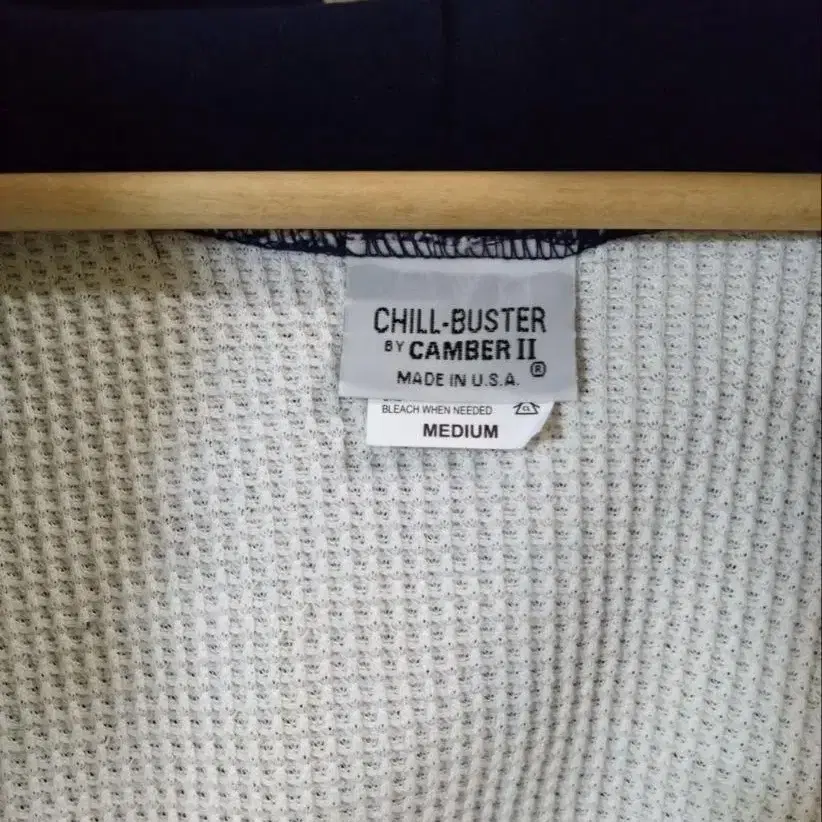 CHILL-BUSTER
BY CAMBER II ®
MADE IN U.S.A.
BLEACH WHEN NEEDED
MEDIUM